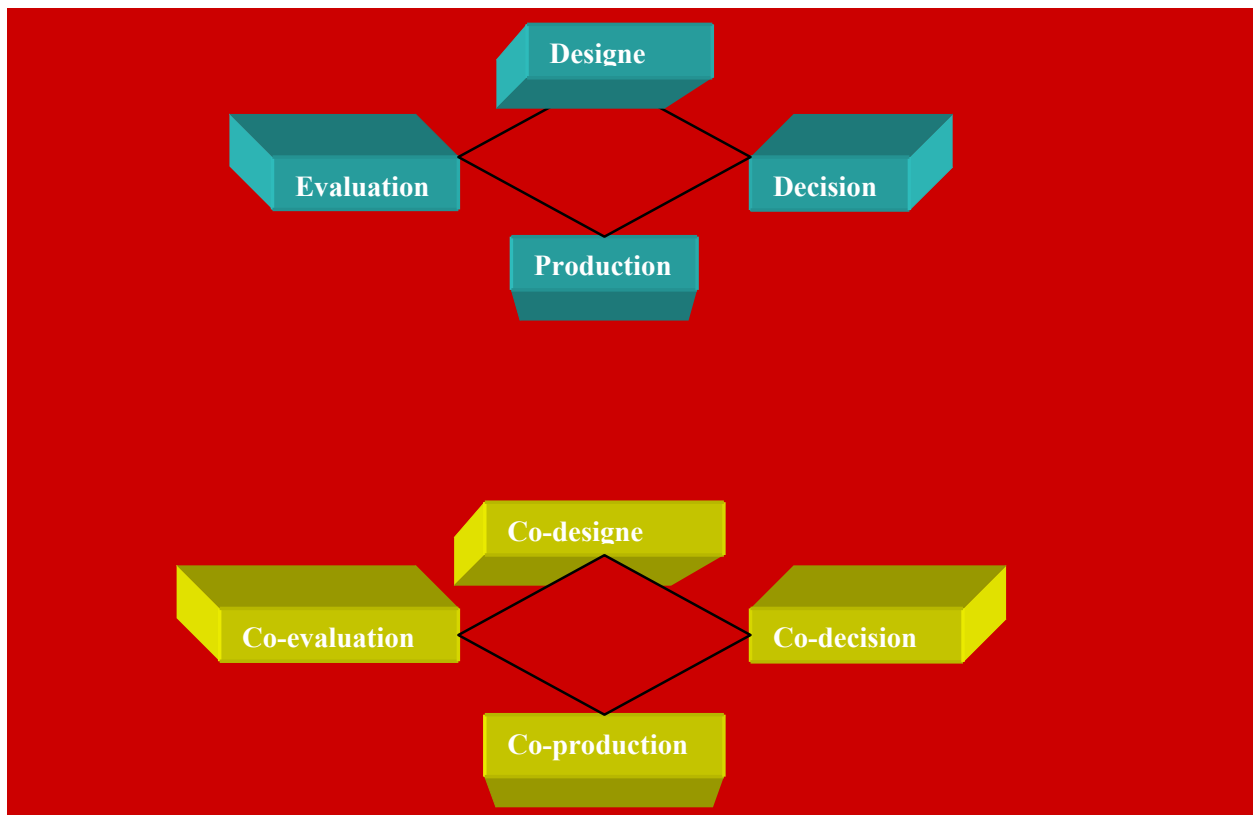 Designe
Evaluation
Decision
Production
Co-designe
Co-evaluation
Co-decision
Co-production